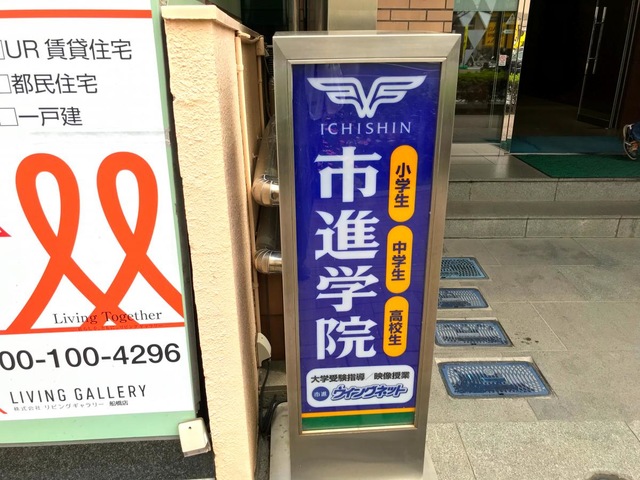 □UR 賃貸住宅
□都民住宅
□一戸建
Living Together
00-100-4296
LIVING GALLERY
株式会社 リビングギャラリー 船橋店
ICHISHIN
市進学院
小学生
中学生
高校生
大学受験指導／映像授業
市進 ウイングネット